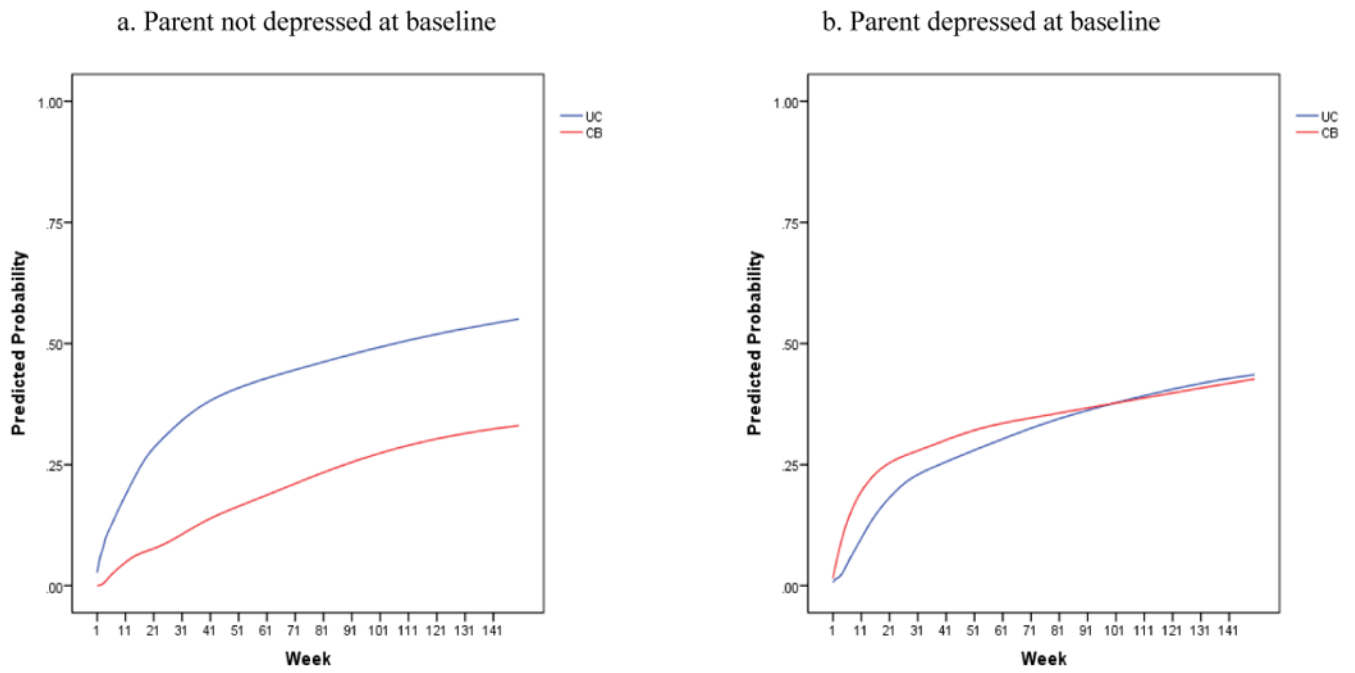 a. Parent not depressed at baseline
b. Parent depressed at baseline
1.00
.75
.50
.25
.00
Predicted Probability
1 11 21 31 41 51 61 71 81 91 101 111 121 131 141
Week
UC
CB
1.00
.75
.50
.25
.00
Predicted Probability
1 11 21 31 41 51 61 71 81 91 101 111 121 131 141
Week
UC
CB